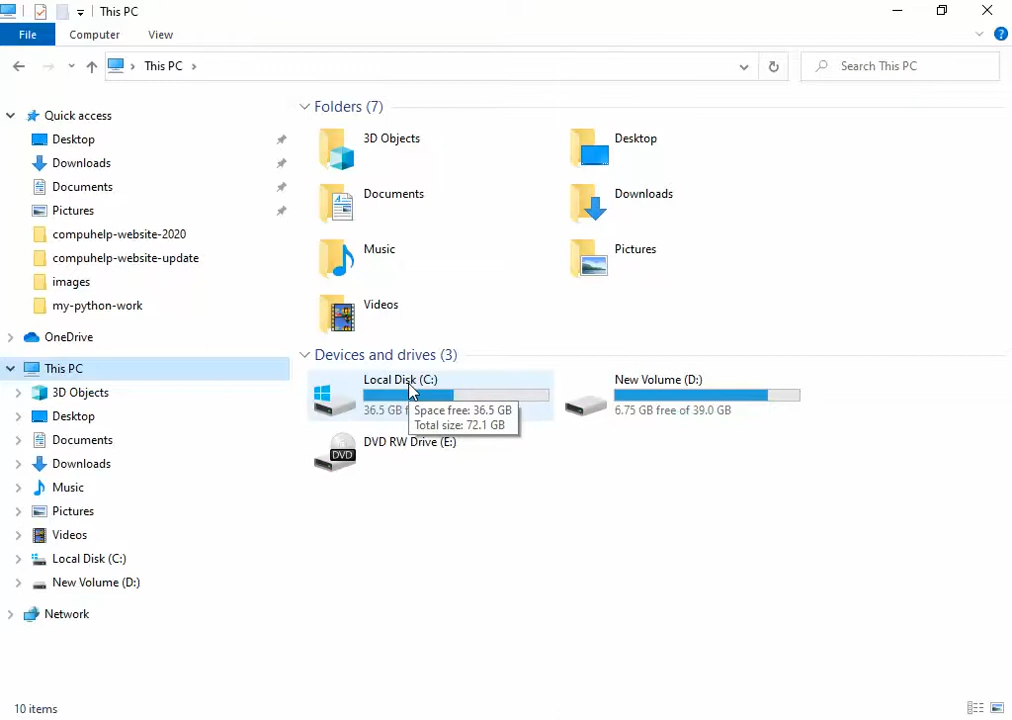 This PC
File Computer View
This PC
Search This PC
Quick access
Desktop
Downloads
Documents
Pictures
compuhelp-website-2020
compuhelp-website-update
images
my-python-work
OneDrive
This PC
3D Objects
Desktop
Documents
Downloads
Music
Pictures
Videos
Local Disk (C:)
New Volume (D:)
Network
Folders (7)
3D Objects
Desktop
Documents
Downloads
Music
Pictures
Videos
Devices and drives (3)
Local Disk (C:)
36.5 GB f
Space free: 36.5 GB
Total size: 72.1 GB
New Volume (D:)
6.75 GB free of 39.0 GB
DVD RW Drive (E:)
DVD
10 items